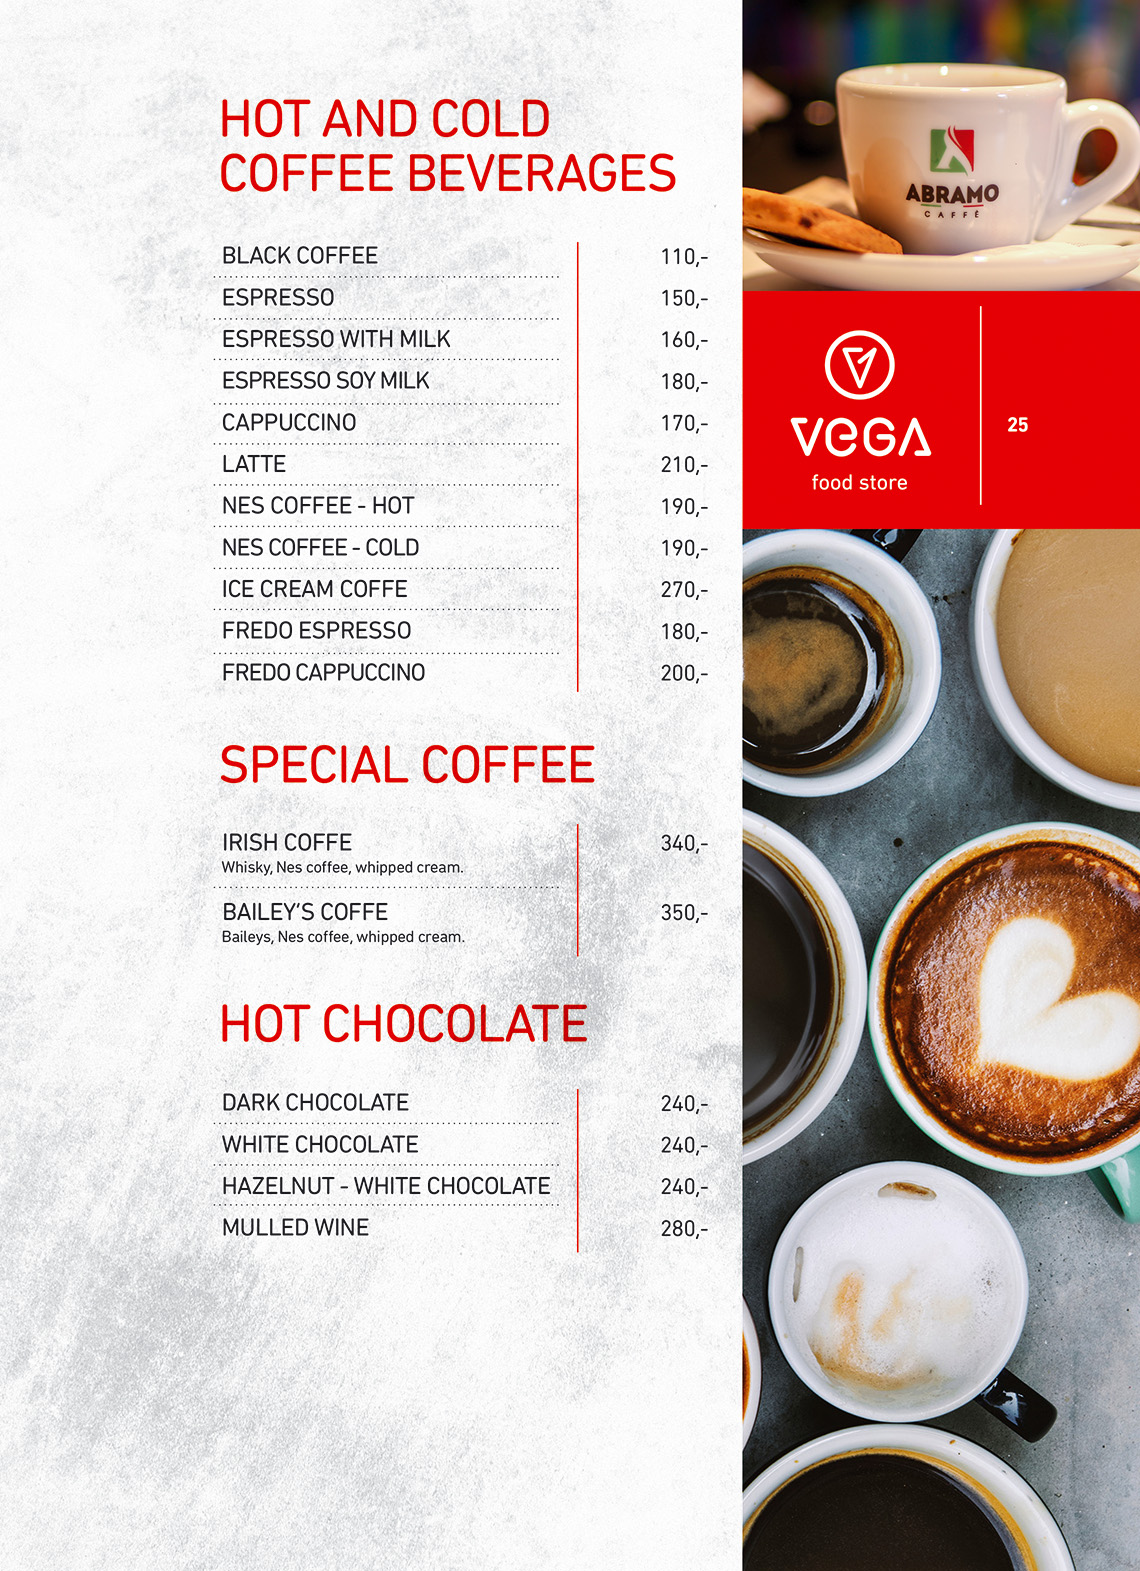 HOT AND COLD
COFFEE BEVERAGES
BLACK COFFEE 110,-
ESPRESSO 150,-
ESPRESSO WITH MILK 160,-
ESPRESSO SOY MILK 180,-
CAPPUCCINO 170,-
LATTE 210,-
NES COFFEE - HOT 190,-
NES COFFEE - COLD 190,-
ICE CREAM COFFE 270,-
FREDO ESPRESSO 180,-
FREDO CAPPUCCINO 200,-
SPECIAL COFFEE
IRISH COFFE 340,-
Whisky, Nes coffee, whipped cream.
BAILEY’S COFFE 350,-
Baileys, Nes coffee, whipped cream.
HOT CHOCOLATE
DARK CHOCOLATE 240,-
WHITE CHOCOLATE 240,-
HAZELNUT - WHITE CHOCOLATE 240,-
MULLED WINE 280,-
ABRAMO
CAFFÈ
VEGA
food store
25